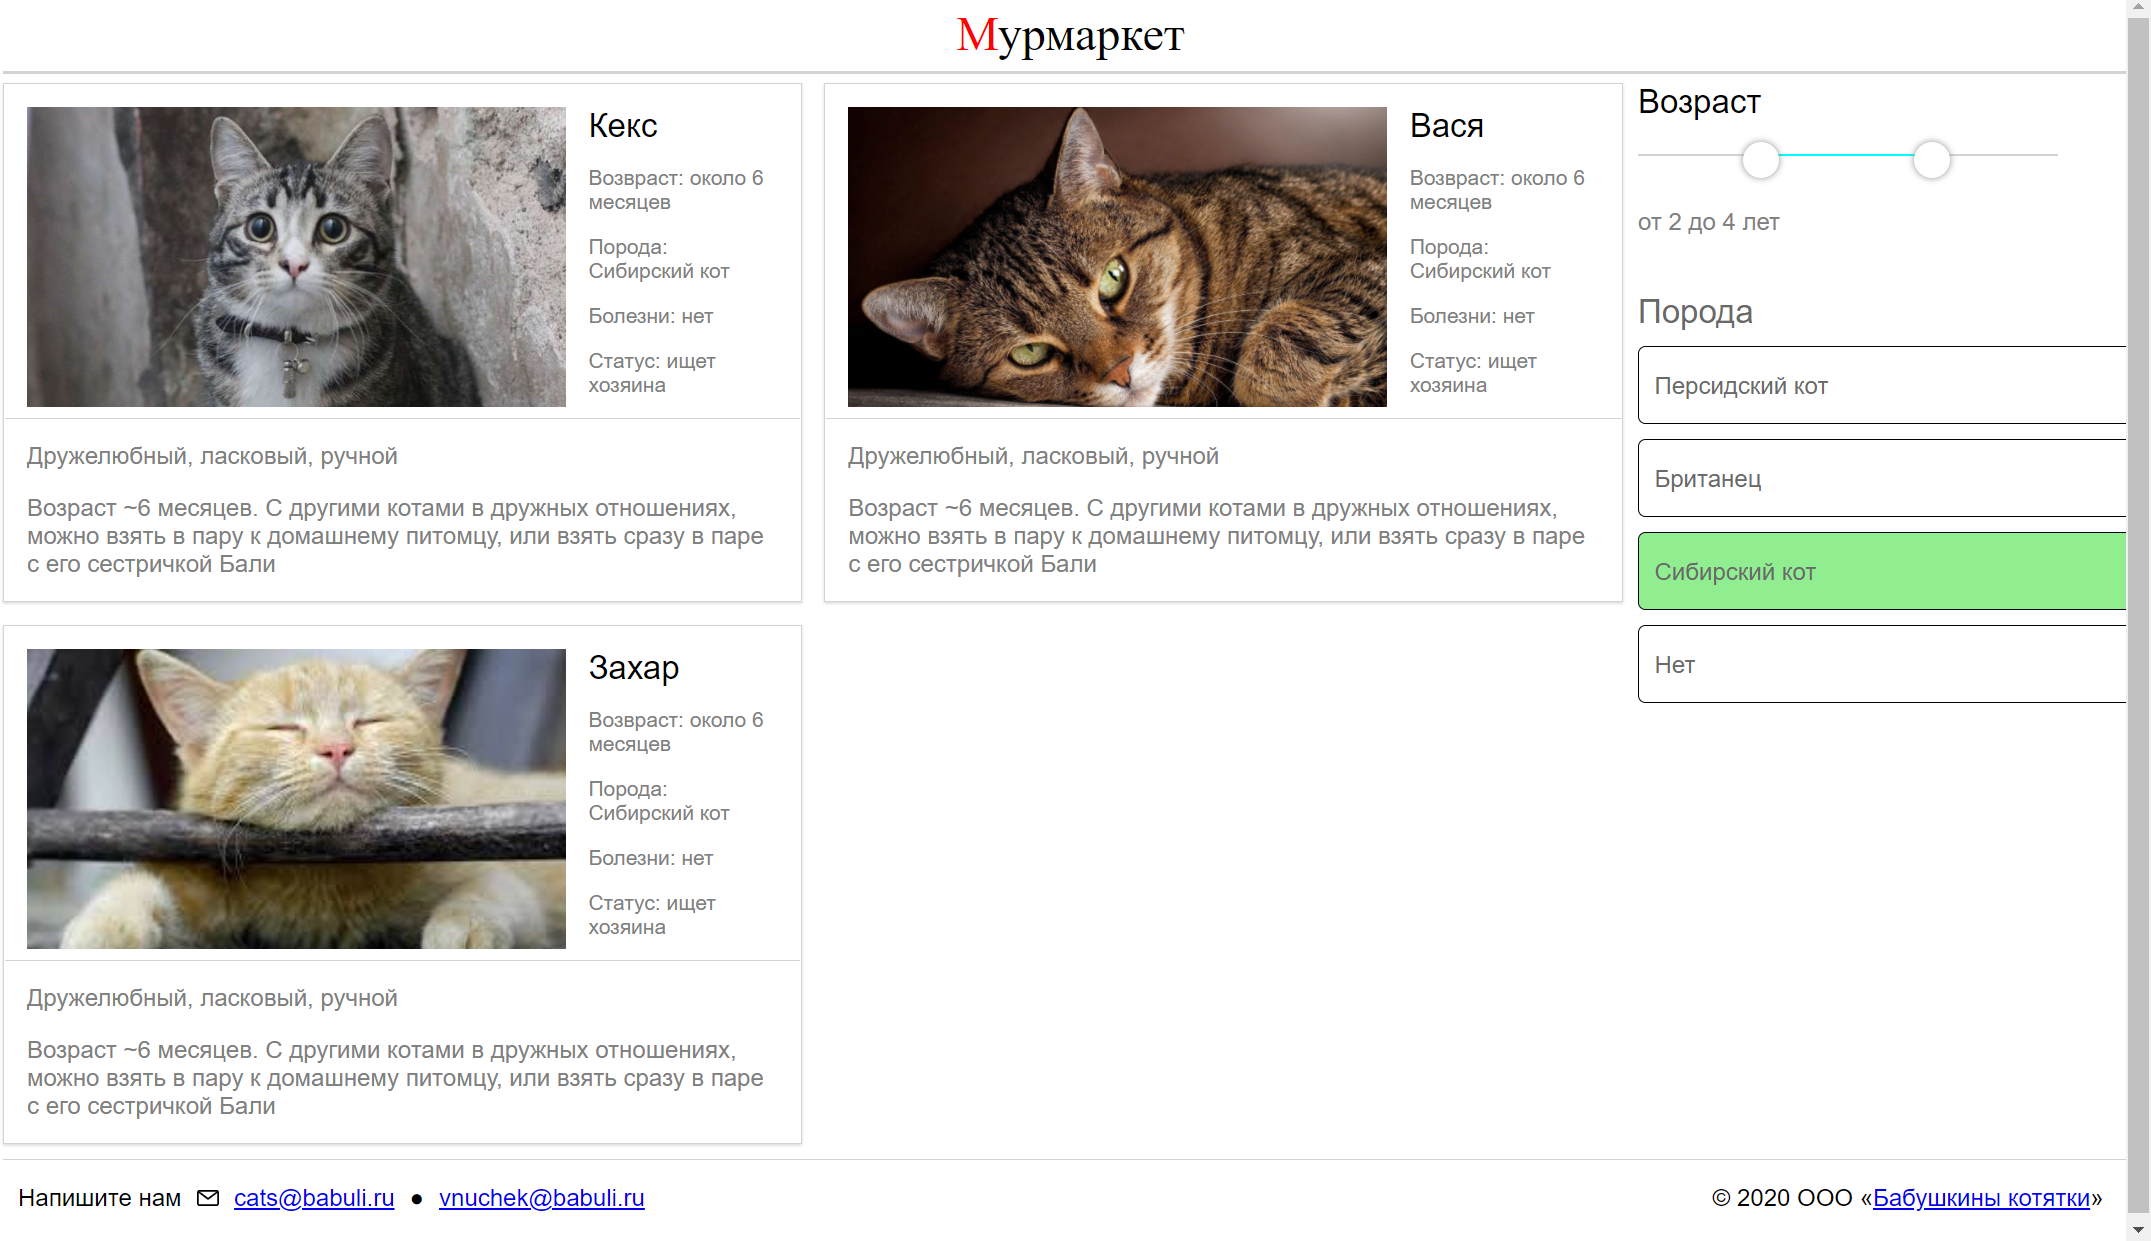 Мурмаркет
Кекс
Возвраст: около 6
месяцев
Порода:
Сибирский кот
Болезни: нет
Статус: ищет
хозяина
Дружелюбный, ласковый, ручной
Возраст ~6 месяцев. С другими котами в дружных отношениях,
можно взять в пару к домашнему питомцу, или взять сразу в паре
с его сестричкой Бали
Вася
Возвраст: около 6
месяцев
Порода:
Сибирский кот
Болезни: нет
Статус: ищет
хозяина
Дружелюбный, ласковый, ручной
Возраст ~6 месяцев. С другими котами в дружных отношениях,
можно взять в пару к домашнему питомцу, или взять сразу в паре
с его сестричкой Бали
Захар
Возвраст: около 6
месяцев
Порода:
Сибирский кот
Болезни: нет
Статус: ищет
хозяина
Дружелюбный, ласковый, ручной
Возраст ~6 месяцев. С другими котами в дружных отношениях,
можно взять в пару к домашнему питомцу, или взять сразу в паре
с его сестричкой Бали
Возраст
от 2 до 4 лет
Порода
Персидский кот
Британец
Сибирский кот
Нет
Напишите нам cats@babuli.ru ● vnuchek@babuli.ru
© 2020 ООО «Бабушкины котятки»